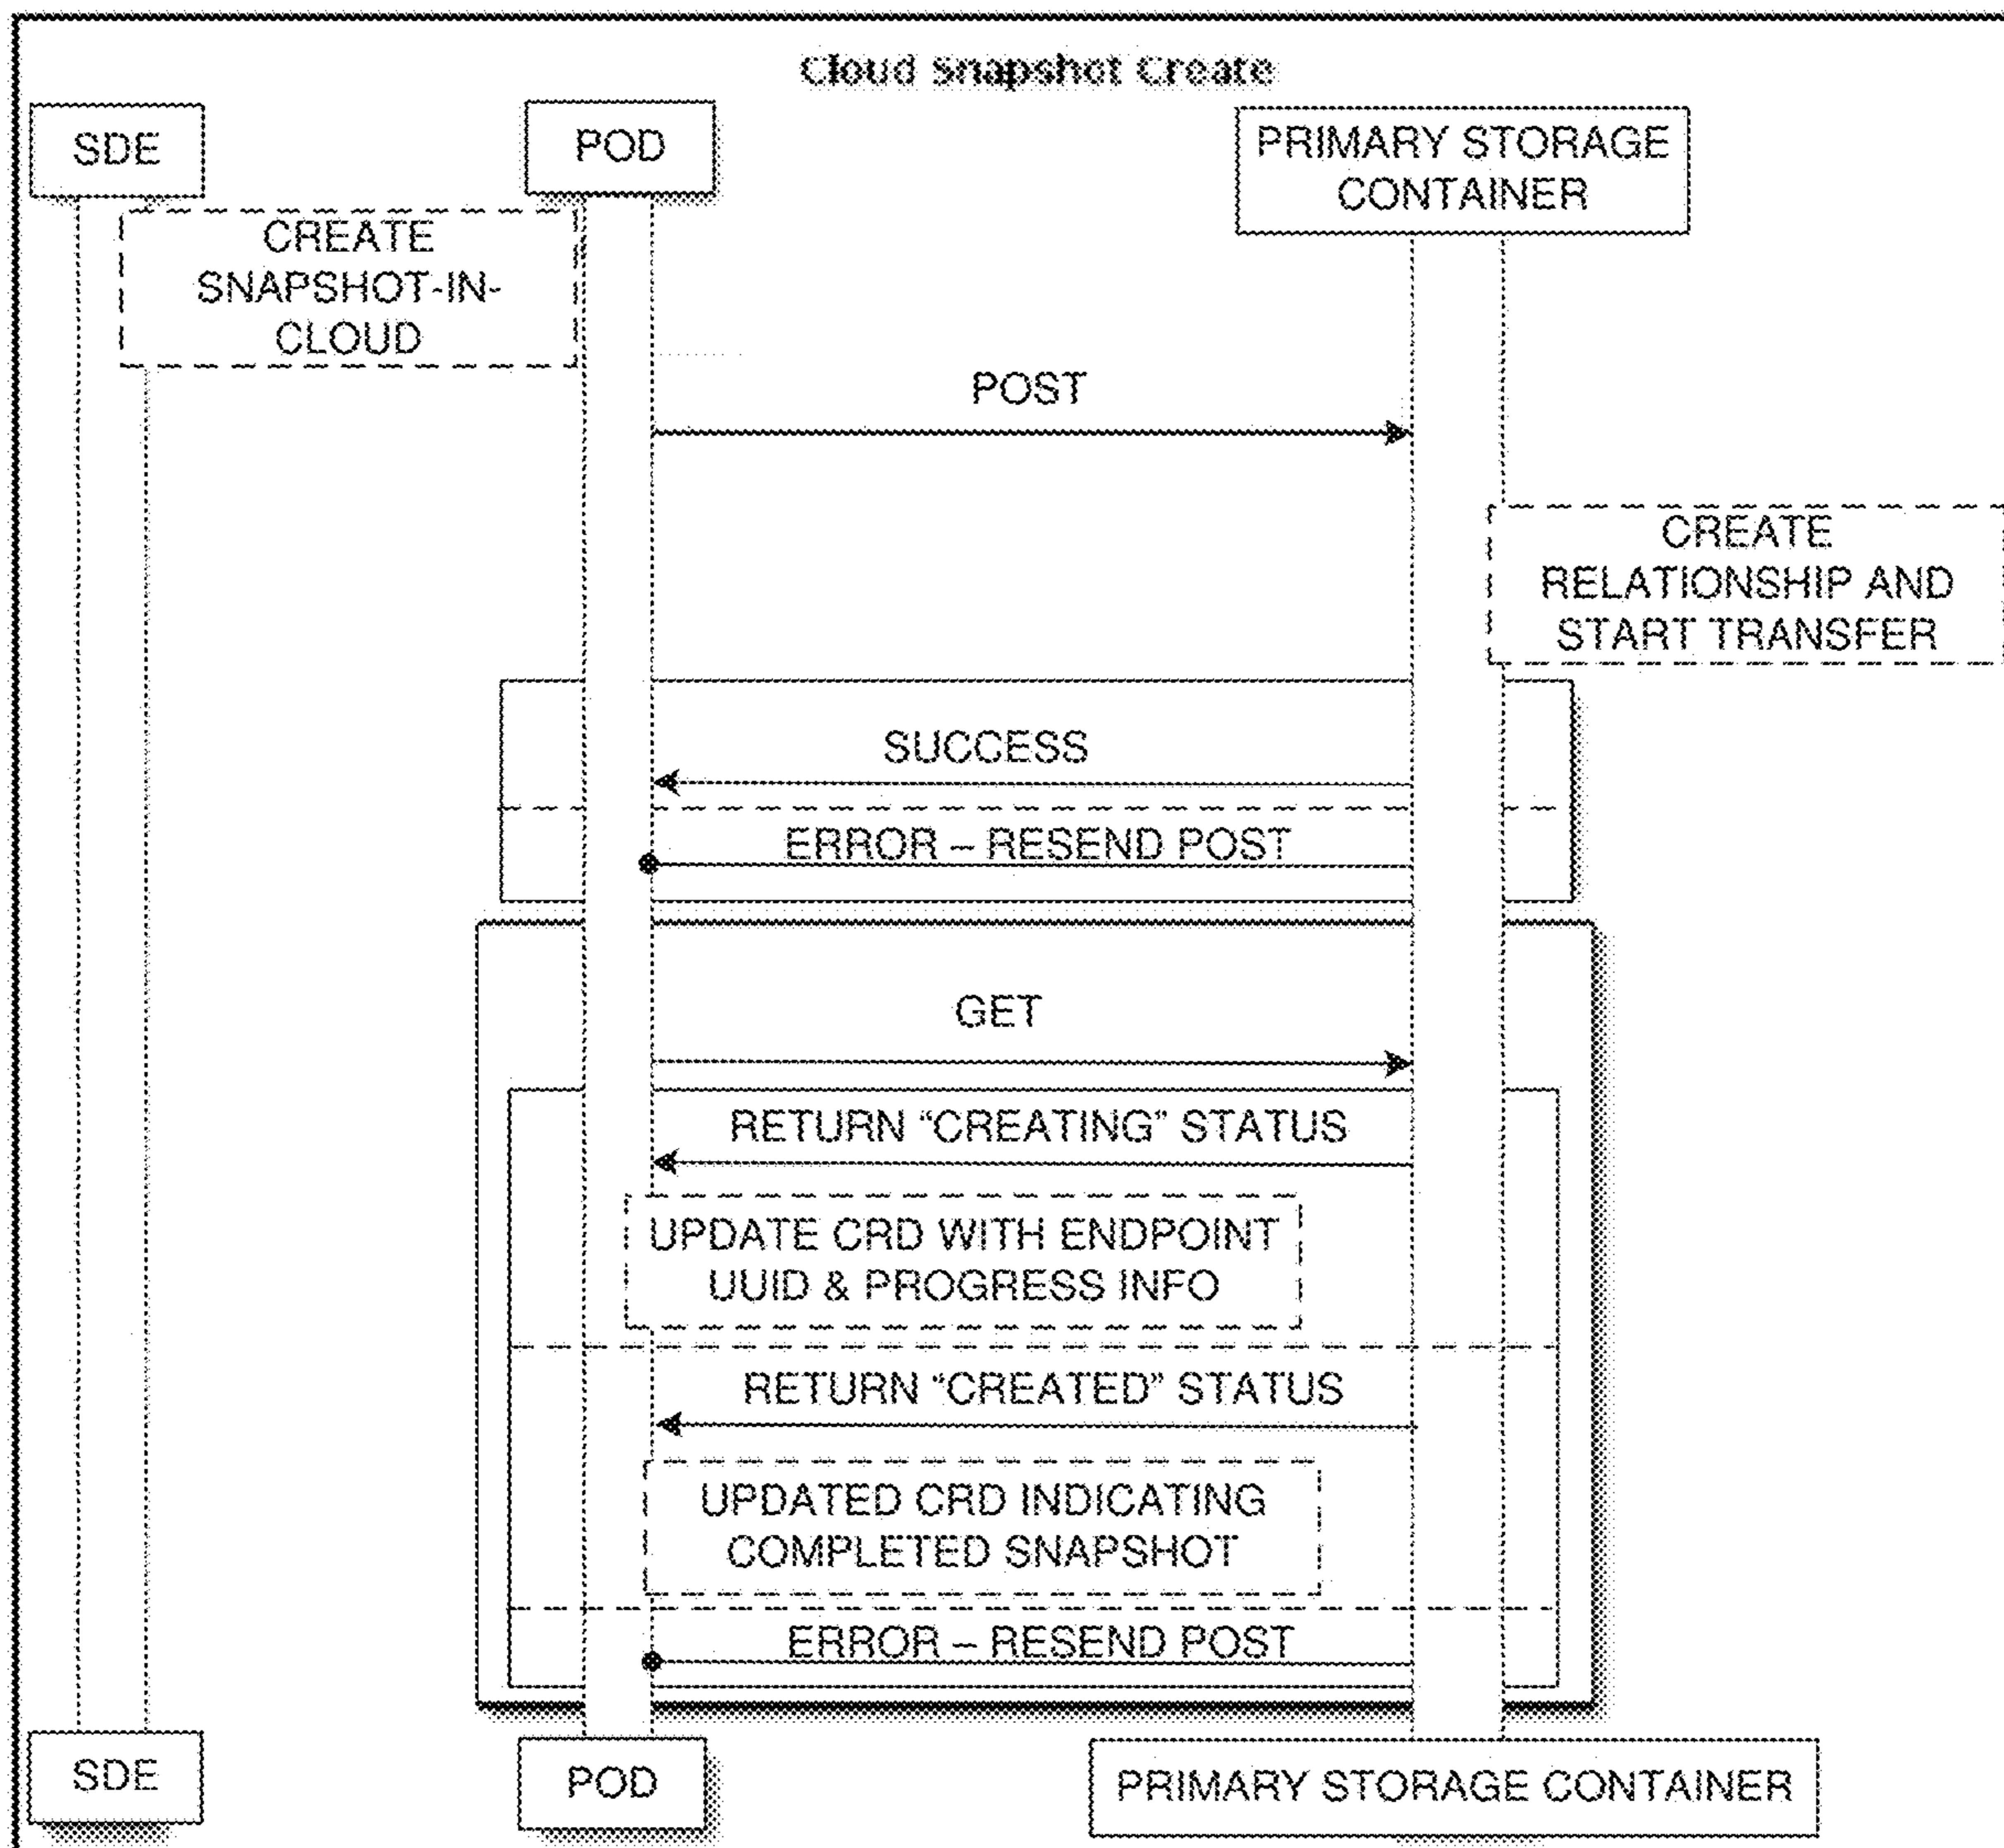 Cloud Snapshot Create
SDE
POD
PRIMARY STORAGE
CONTAINER
CREATE
SNAPSHOT-IN-
CLOUD
POST
CREATE
RELATIONSHIP AND
START TRANSFER
SUCCESS
ERROR – RESEND POST
GET
RETURN “CREATING” STATUS
UPDATE CRD WITH ENDPOINT
UUID & PROGRESS INFO
RETURN “CREATED” STATUS
UPDATED CRD INDICATING
COMPLETED SNAPSHOT
ERROR – RESEND POST
SDE
POD
PRIMARY STORAGE CONTAINER